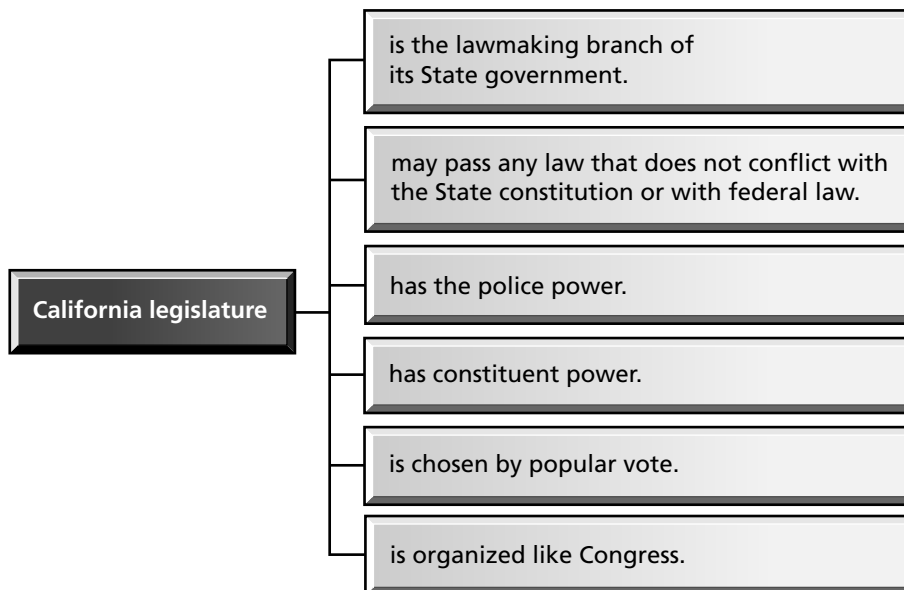 is the lawmaking branch of
its State government.
may pass any law that does not conflict with
the State constitution or with federal law.
has the police power.
California legislature
has constituent power.
is chosen by popular vote.
is organized like Congress.